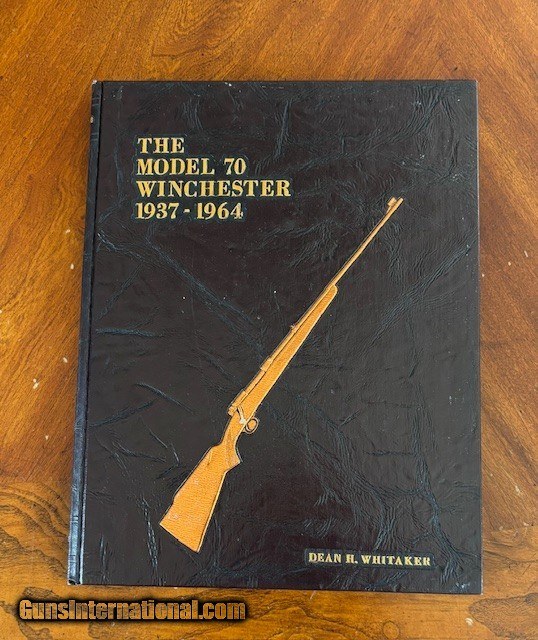 THE
MODEL 70
WINCHESTER
1937 - 1964
DEAN H. WHITAKER
GunsInternational.com